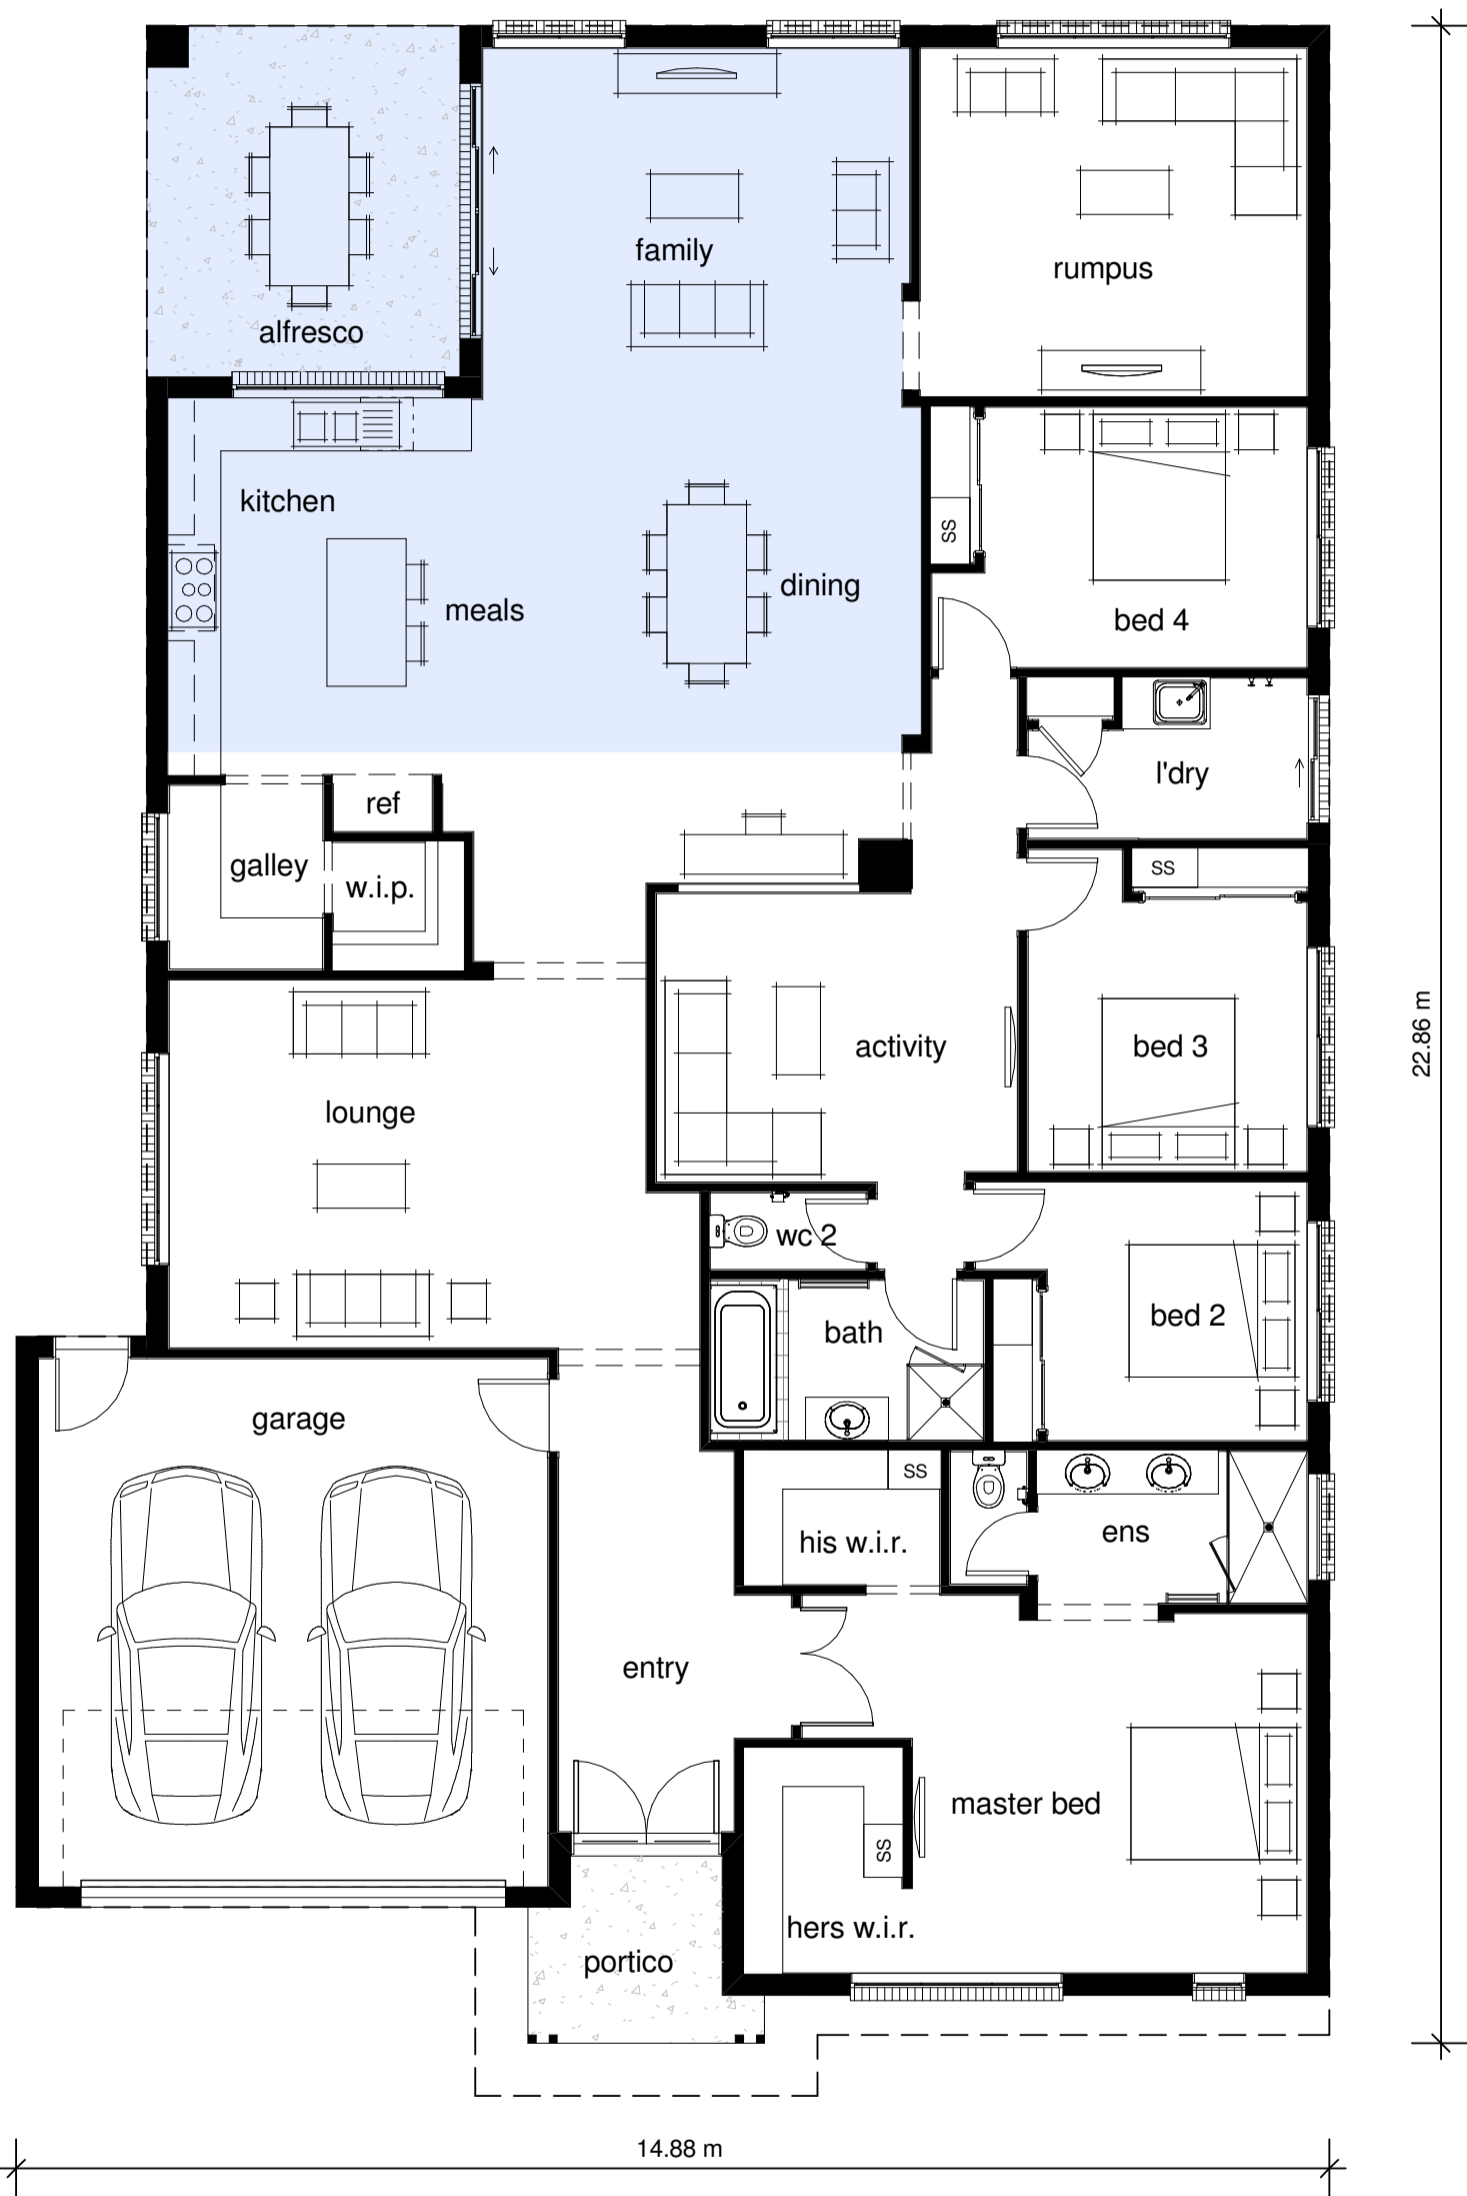 family
rumpus
alfresco
kitchen
SS
dining
meals
bed 4
l'dry
ref
galley
w.i.p.
SS
activity
bed 3
22.86 m
lounge
wc 2
bed 2
bath
garage
SS
his w.i.r.
ens
entry
master bed
SS
hers w.i.r.
portico
14.88 m